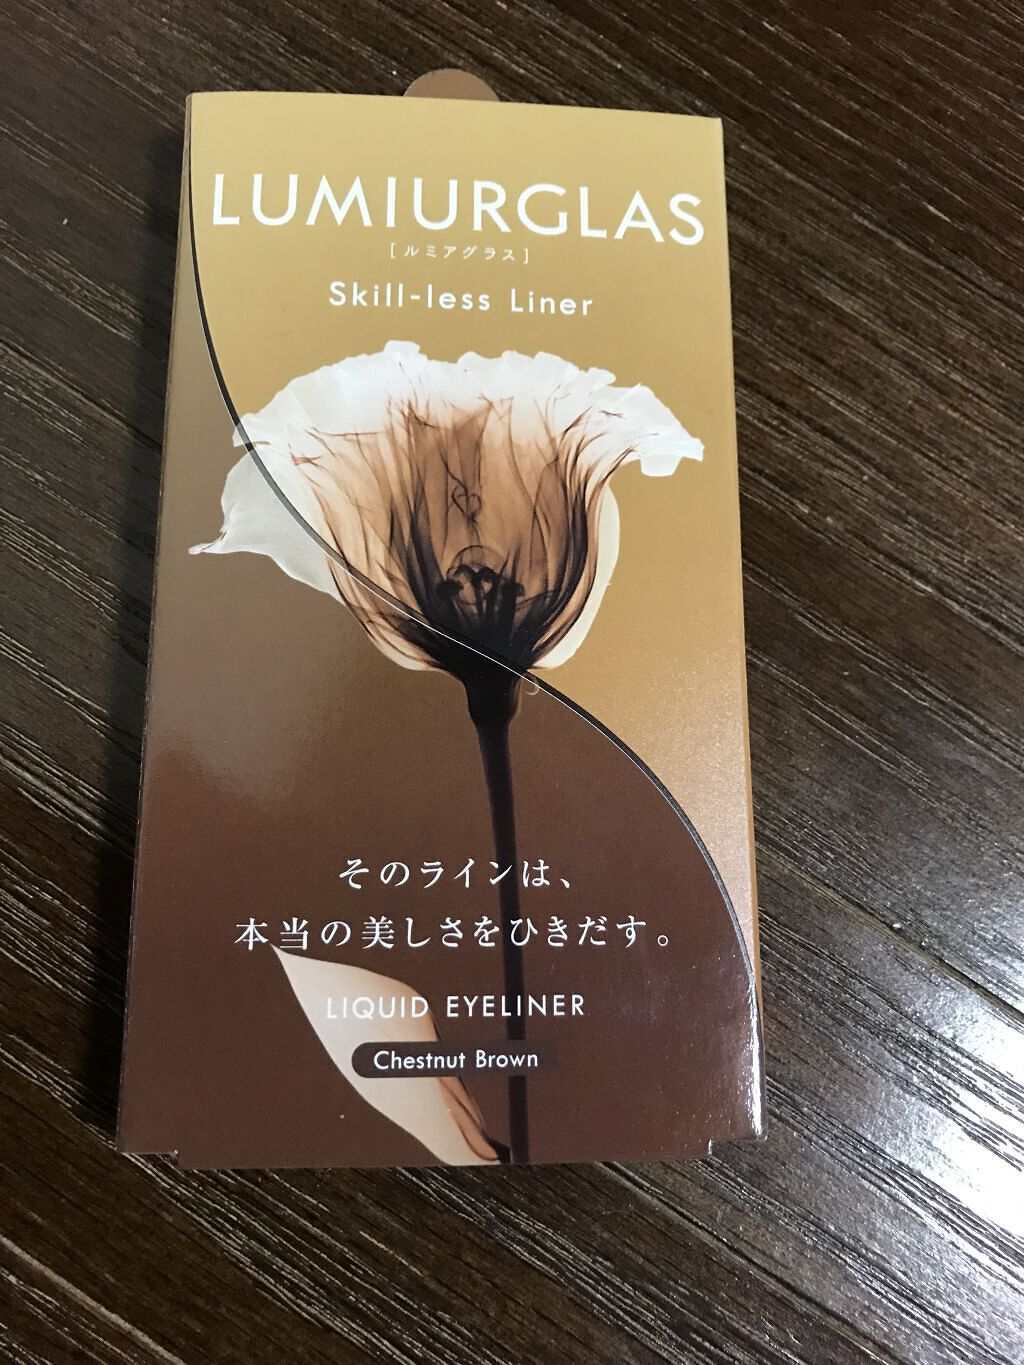 LUMIURGLAS
[ルミアグラス]
Skill-less Liner
そのラインは、
本当の美しさをひきだす。
LIQUID EYELINER
Chestnut Brown